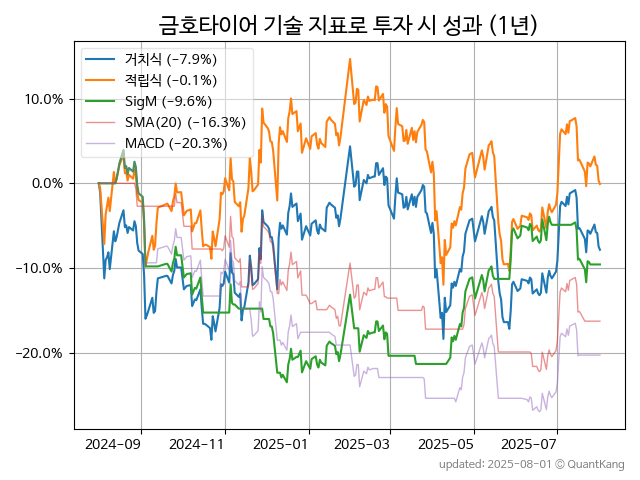 금호타이어 기술 지표로 투자 시 성과 (1년)
거치식 (−7.9%)
적립식 (−0.1%)
SigM (−9.6%)
SMA(20) (−16.3%)
MACD (−20.3%)
10.0%
0.0%
−10.0%
−20.0%
2024-09 2024-11 2025-01 2025-03 2025-05 2025-07
updated: 2025-08-01 © QuantKang